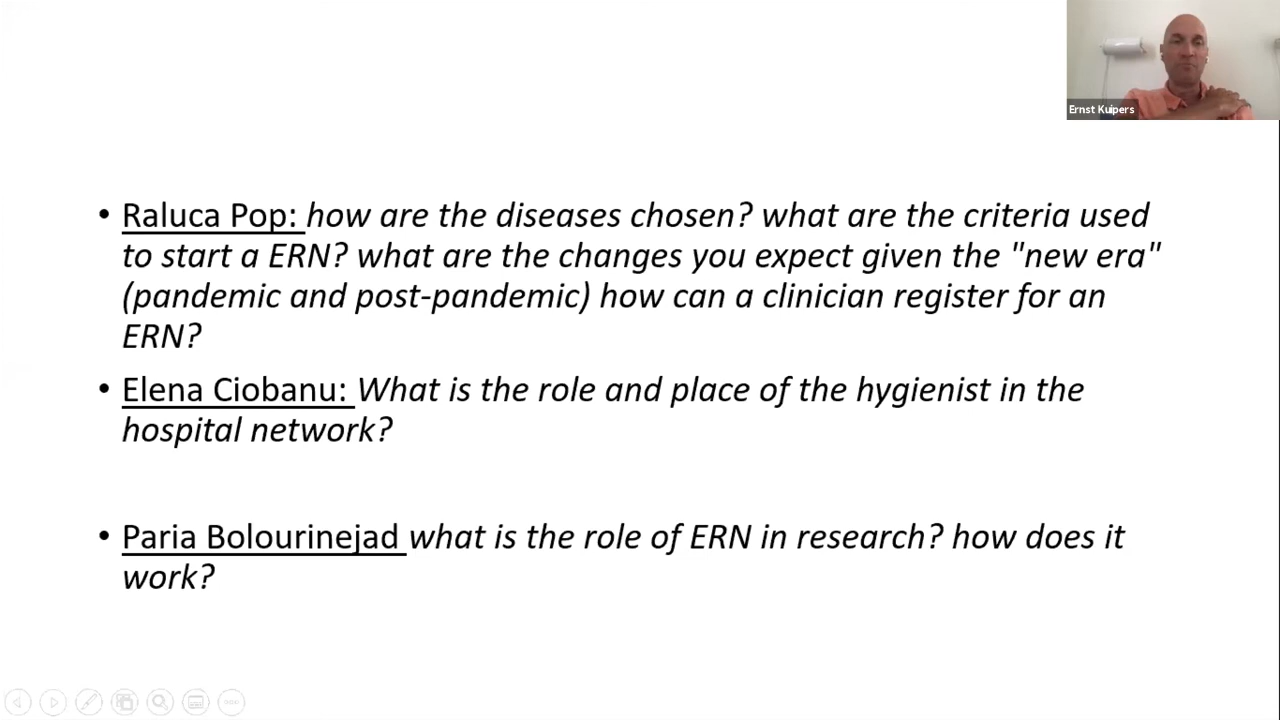 Ernst Kuipers
• Raluca Pop: how are the diseases chosen? what are the criteria used
to start a ERN? what are the changes you expect given the "new era"
(pandemic and post-pandemic) how can a clinician register for an
ERN?
• Elena Ciobanu: What is the role and place of the hygienist in the
hospital network?
• Paria Bolourinejad what is the role of ERN in research? how does it
work?